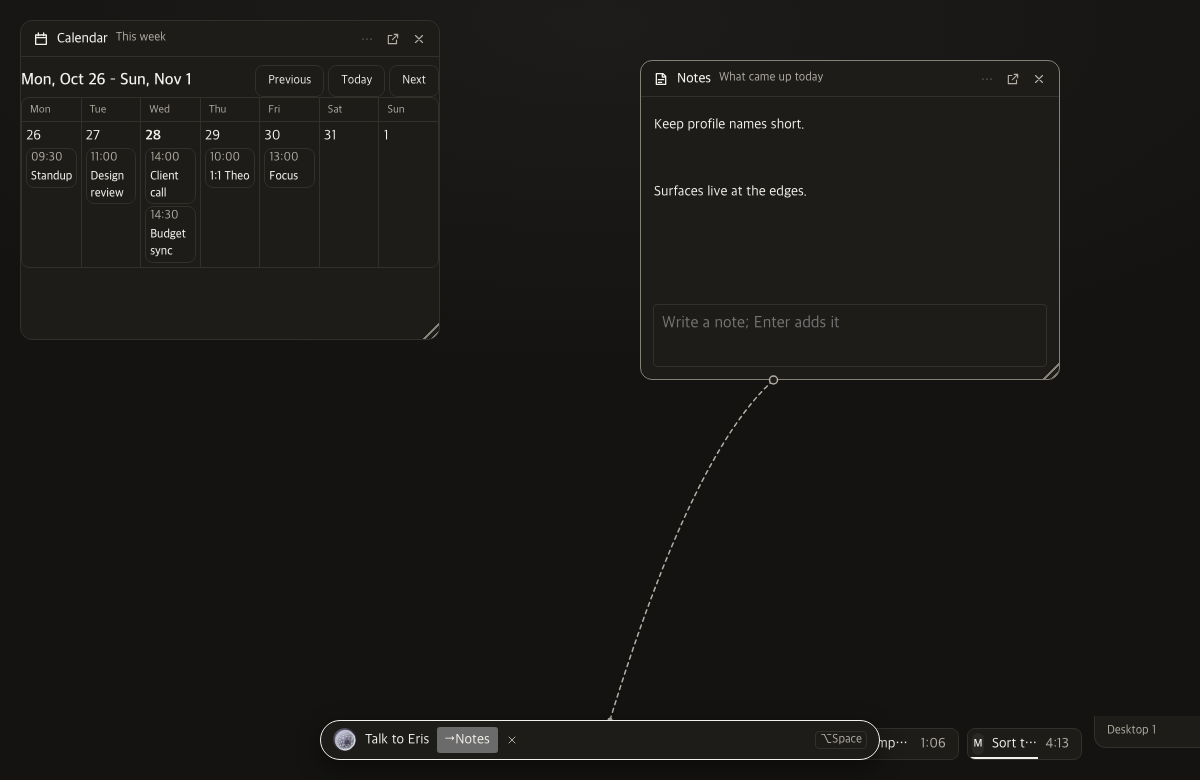 Calendar This week ···
Mon, Oct 26 - Sun, Nov 1 Previous Today Next
Mon Tue Wed Thu Fri Sat Sun
26 27 28 29 30 31 1
09:30 11:00 14:00 10:00 13:00
Standup Design Client 1:1 Theo Focus
review call
14:30
Budget
sync
Notes What came up today ···
Keep profile names short.
Surfaces live at the edges.
Write a note; Enter adds it
Talk to Eris →Notes × ⌥Space
mp··· 1:06
M Sort t··· 4:13
Desktop 1